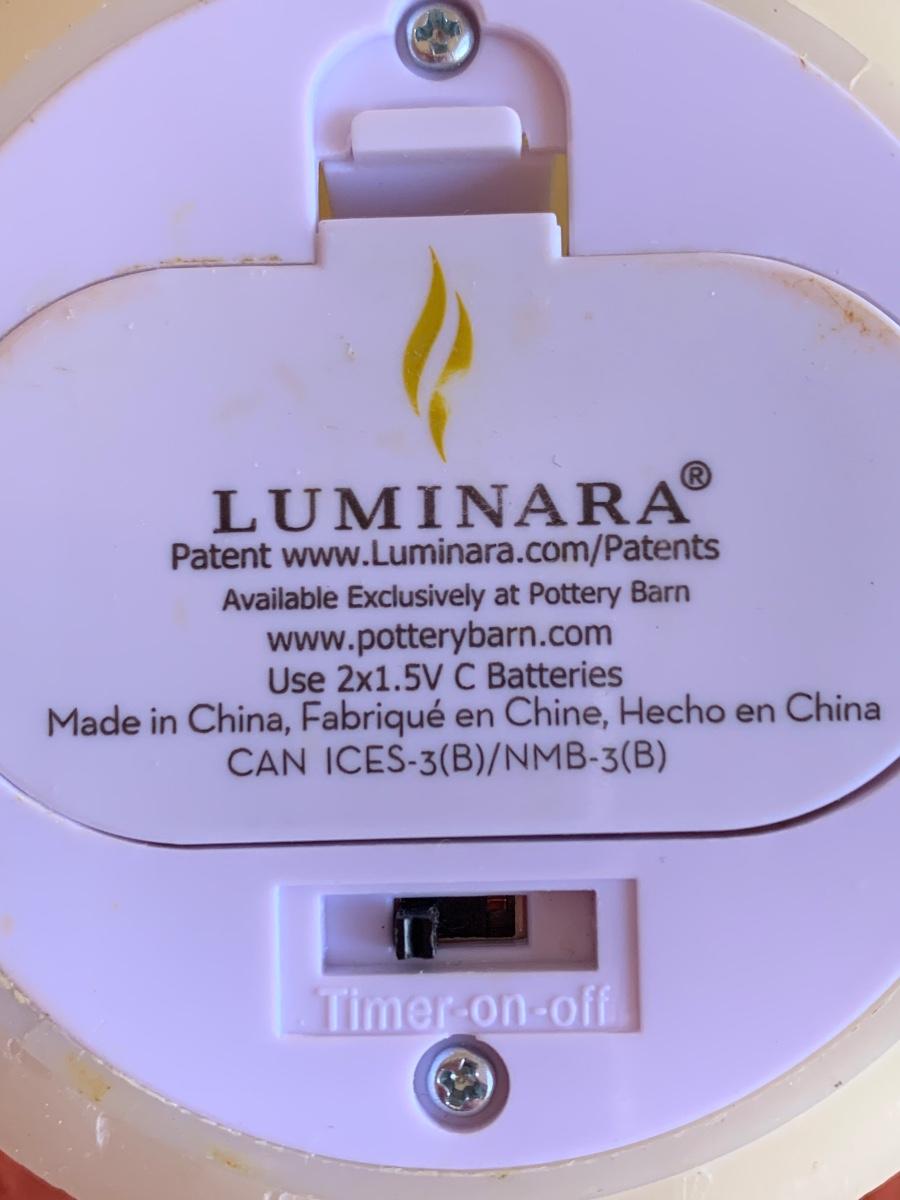 LUMINARA®
Patent www.Luminara.com/Patents
Available Exclusively at Pottery Barn
www.potterybarn.com
Use 2x1.5V C Batteries
Made in China, Fabriqué en Chine, Hecho en China
CAN ICES-3(B)/NMB-3(B)
Timer-on-off